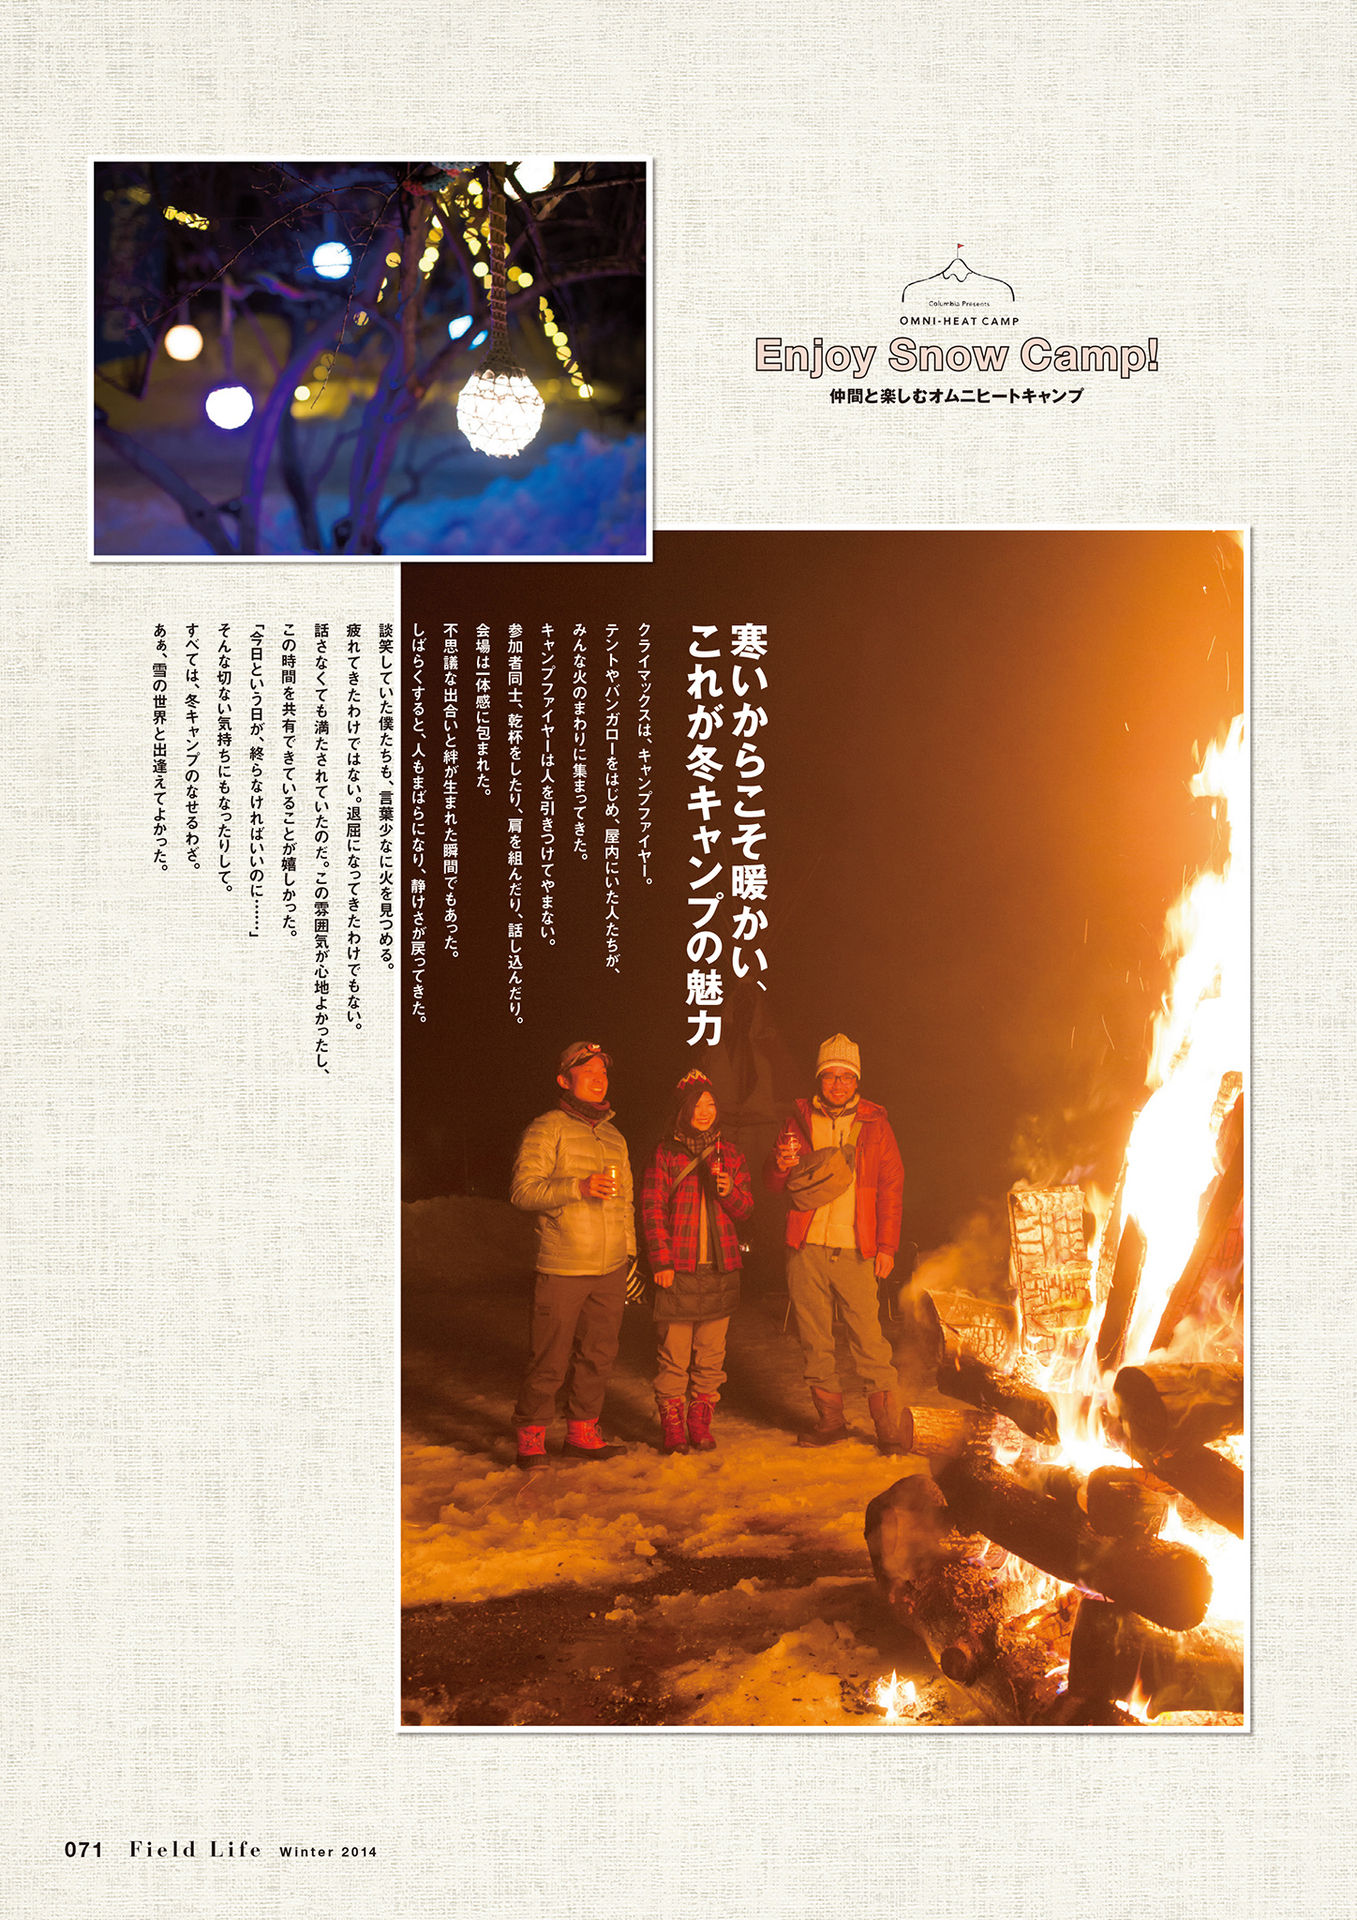 Columbia Presents
OMNI-HEAT CAMP
Enjoy Snow Camp!
仲間と楽しむオムニヒートキャンプ
寒いからこそ暖かい、
これが冬キャンプの魅力
クライマックスは、キャンプファイヤー。
テントやバンガローをはじめ、屋内にいた人たちが、
みんな火のまわりに集まってきた。
キャンプファイヤーは人を引きつけてやまない。
参加者同士、乾杯をしたり、肩を組んだり、話し込んだり。
会場は一体感に包まれた。
不思議な出合いと絆が生まれた瞬間でもあった。
しばらくすると、人もまばらになり、静けさが戻ってきた。
談笑していた僕たちも、言葉少なに火を見つめる。
疲れてきたわけではない。退屈になってきたわけでもない。
話さなくても満たされていたのだ。この雰囲気が心地よかったし、
この時間を共有できていることが嬉しかった。
「今日という日が、終らなければいいのに……」
そんな切ない気持ちにもなったりして。
すべては、冬キャンプのなせるわざ。
あぁ、雪の世界と出逢えてよかった。
071 Field Life Winter 2014